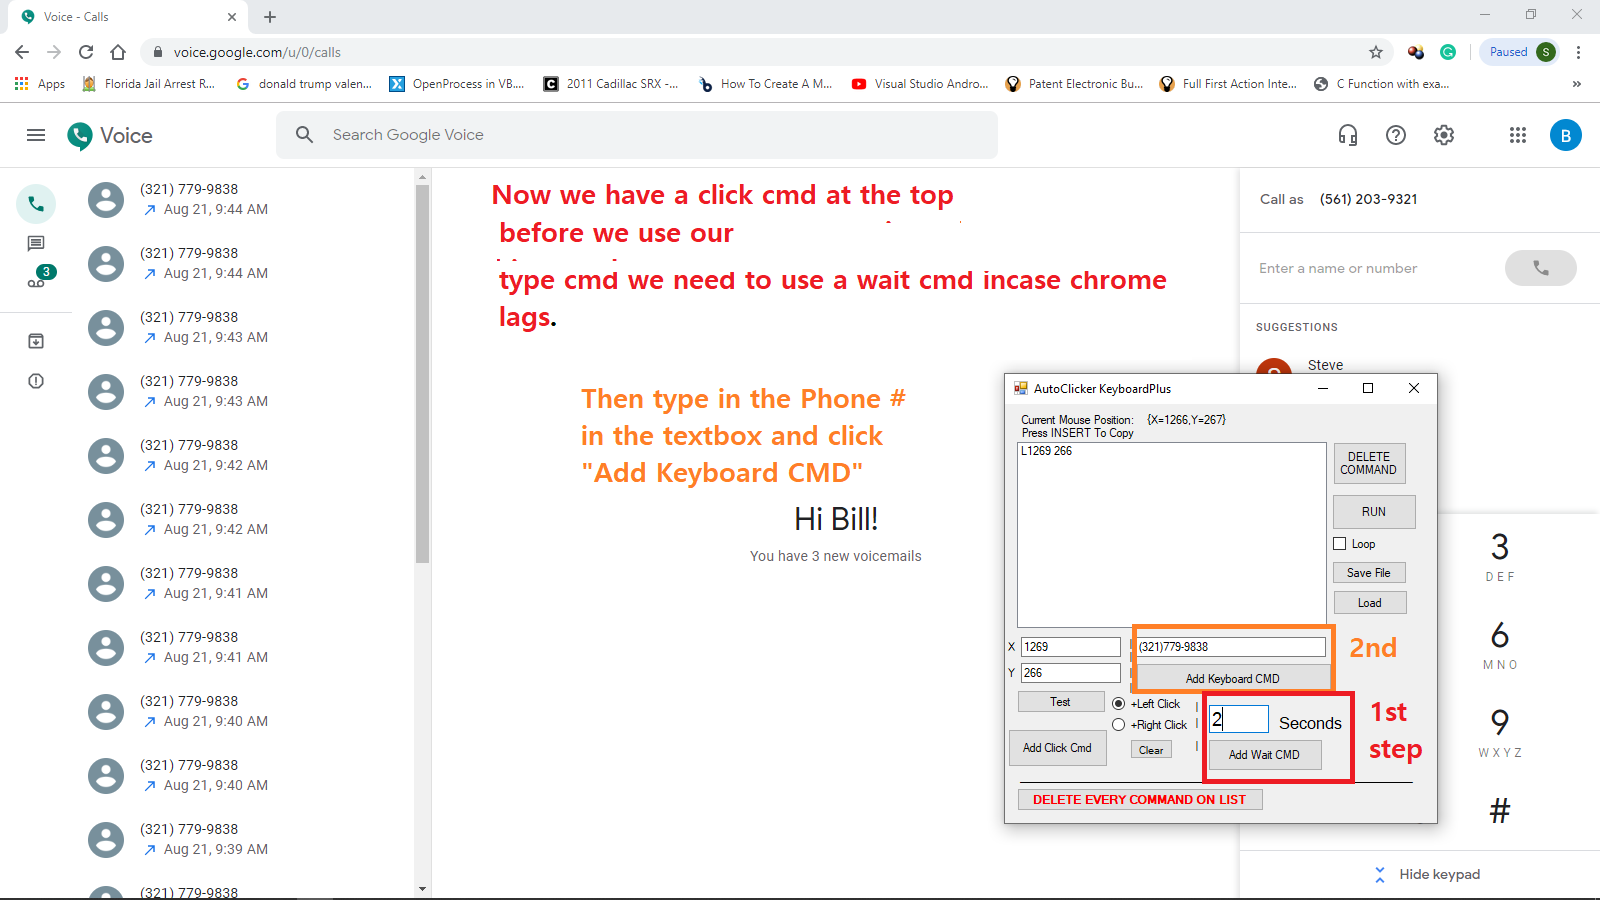 Voice - Calls
voice.google.com/u/0/calls
Paused
S
Apps
Florida Jail Arrest R...
donald trump valen...
OpenProcess in VB....
2011 Cadillac SRX -...
How To Create A M...
Visual Studio Andro...
Patent Electronic Bu...
Full First Action Inte...
C Function with exa...
»
Voice
Search Google Voice
B
3
(321) 779-9838
Aug 21, 9:44 AM
(321) 779-9838
Aug 21, 9:44 AM
(321) 779-9838
Aug 21, 9:43 AM
(321) 779-9838
Aug 21, 9:43 AM
(321) 779-9838
Aug 21, 9:42 AM
(321) 779-9838
Aug 21, 9:42 AM
(321) 779-9838
Aug 21, 9:41 AM
(321) 779-9838
Aug 21, 9:41 AM
(321) 779-9838
Aug 21, 9:40 AM
(321) 779-9838
Aug 21, 9:40 AM
(321) 779-9838
Aug 21, 9:39 AM
(321) 779-9838
Now we have a click cmd at the top
before we use our
type cmd we need to use a wait cmd incase chrome
lags.
Then type in the Phone #
in the textbox and click
"Add Keyboard CMD"
Hi Bill!
You have 3 new voicemails
Call as (561) 203-9321
Enter a name or number
SUGGESTIONS
Steve
AutoClicker KeyboardPlus
Current Mouse Position: {X=1266,Y=267}
Press INSERT To Copy
L1269 266
DELETE
COMMAND
RUN
Loop
Save File
Load
X 1269
Y 266
(321)779-9838
Add Keyboard CMD
2nd
Test
+Left Click
+Right Click
2 Seconds
Add Click Cmd
Clear
Add Wait CMD
1st
step
DELETE EVERY COMMAND ON LIST
3
DEF
6
MNO
9
WXYZ
#
Hide keypad